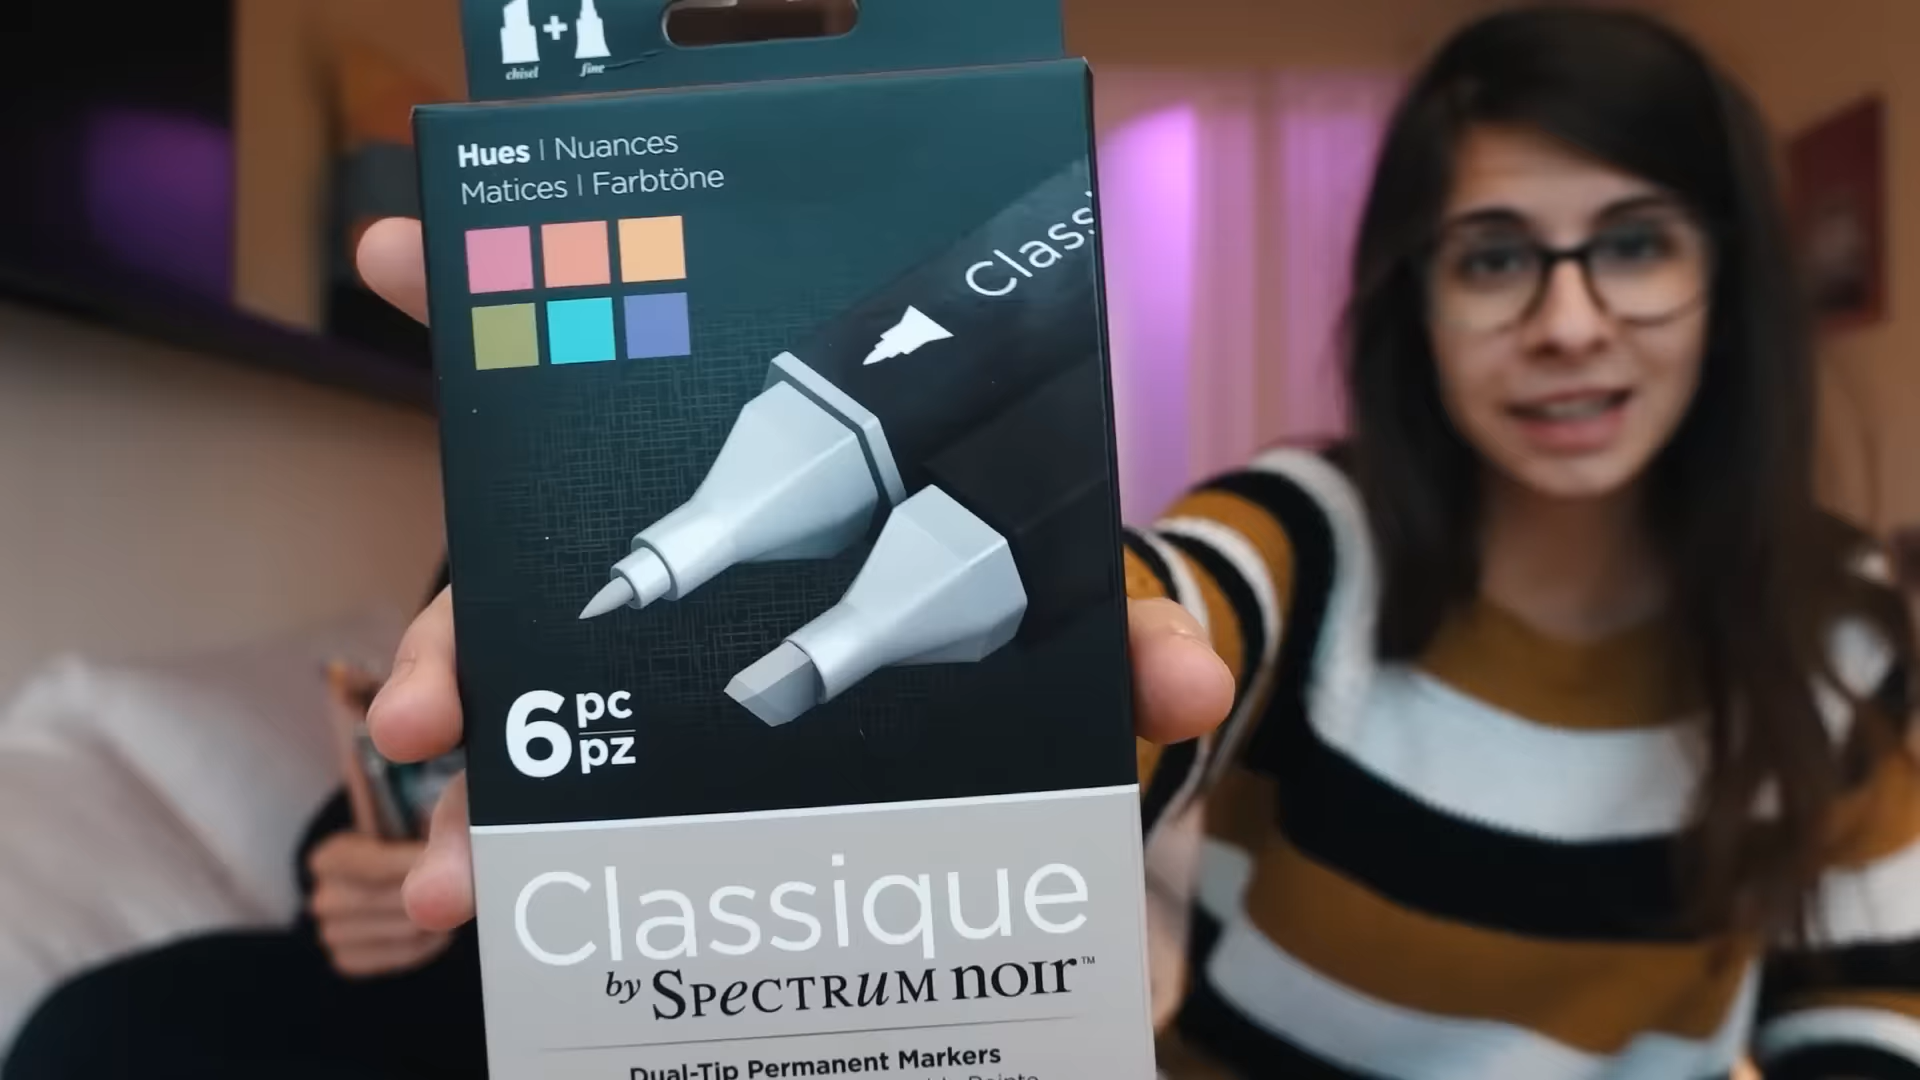 chisel + fine
Hues | Nuances
Matices | Farbtöne
Class
6 pc
pz
Classique
by SPECTRUM NOIR™
Dual-Tip Permanent Markers